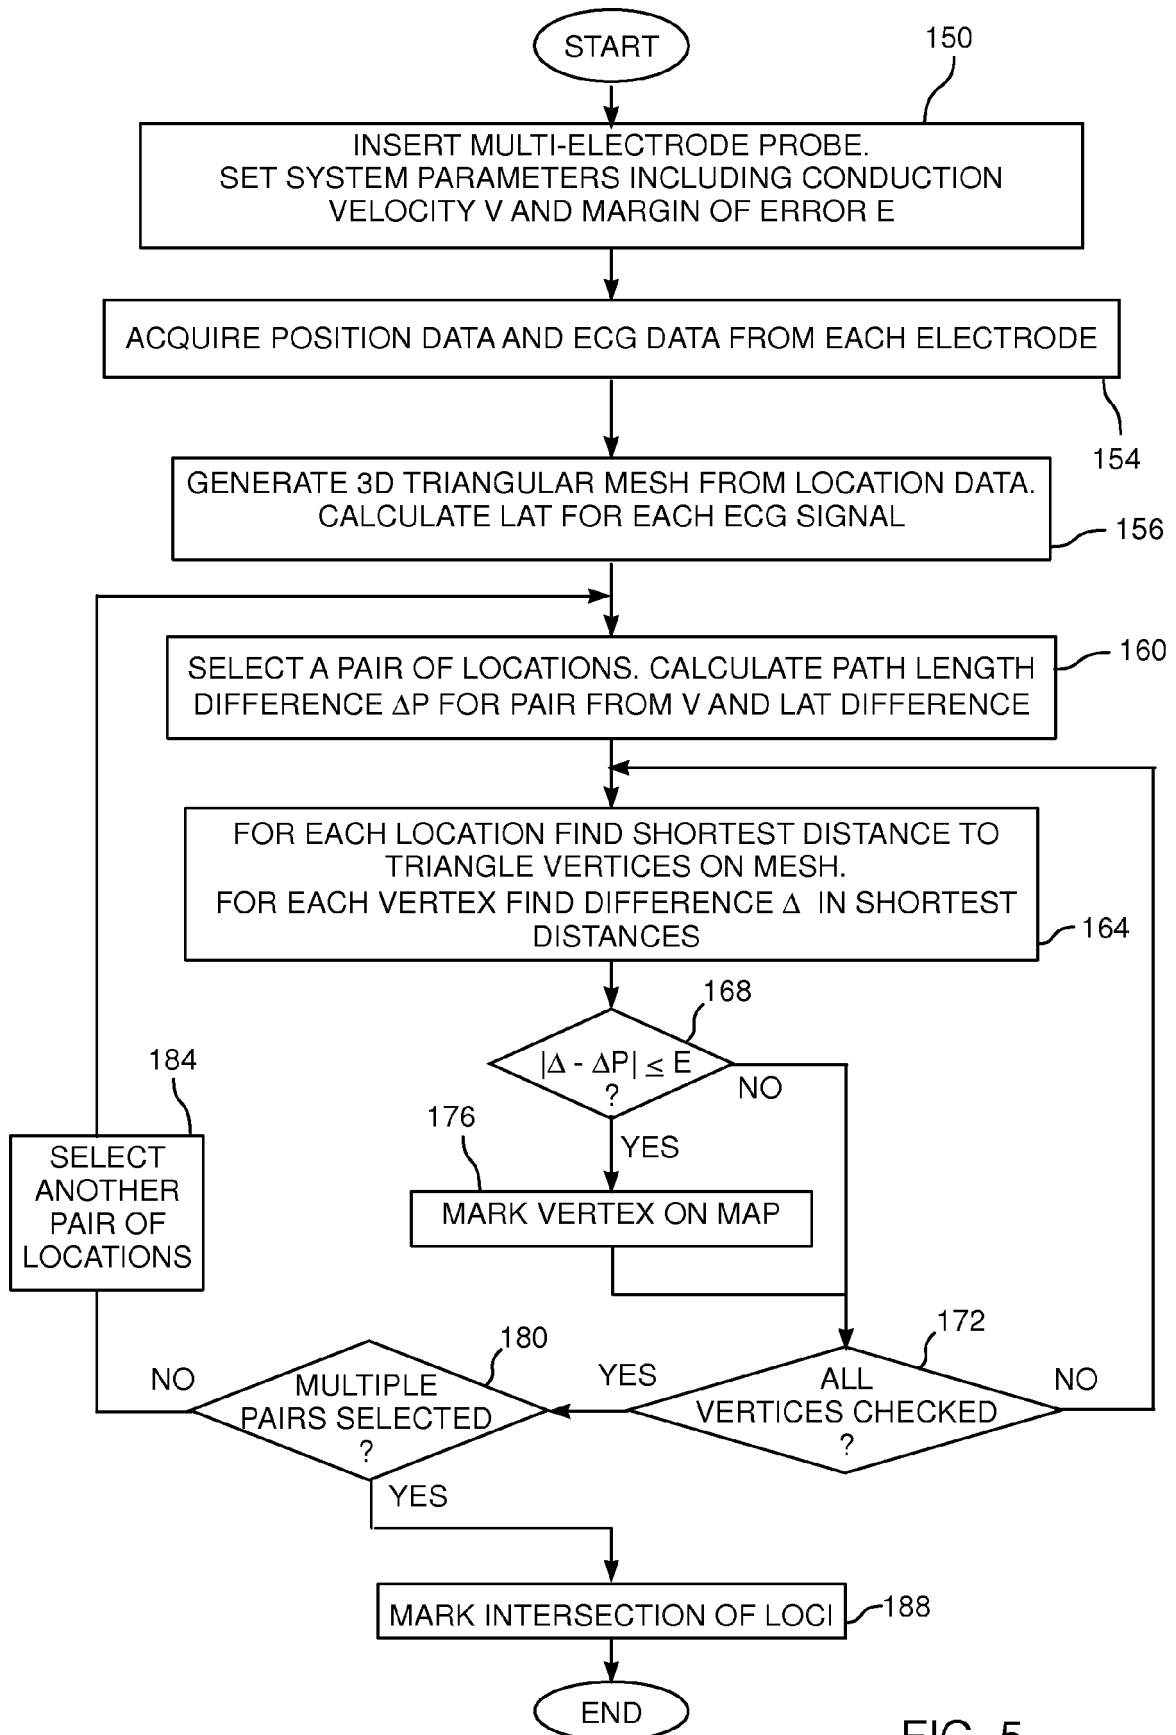 START
150
INSERT MULTI-ELECTRODE PROBE.
SET SYSTEM PARAMETERS INCLUDING CONDUCTION
VELOCITY V AND MARGIN OF ERROR E
ACQUIRE POSITION DATA AND ECG DATA FROM EACH ELECTRODE
154
GENERATE 3D TRIANGULAR MESH FROM LOCATION DATA.
CALCULATE LAT FOR EACH ECG SIGNAL
156
SELECT A PAIR OF LOCATIONS. CALCULATE PATH LENGTH
DIFFERENCE ΔP FOR PAIR FROM V AND LAT DIFFERENCE
160
FOR EACH LOCATION FIND SHORTEST DISTANCE TO
TRIANGLE VERTICES ON MESH.
FOR EACH VERTEX FIND DIFFERENCE Δ IN SHORTEST
DISTANCES
164
168
|Δ - ΔP| ≤ E
?
NO
YES
176
MARK VERTEX ON MAP
184
SELECT
ANOTHER
PAIR OF
LOCATIONS
172
ALL
VERTICES CHECKED
?
NO
YES
180
MULTIPLE
PAIRS SELECTED
?
NO
YES
MARK INTERSECTION OF LOCI
188
END
FIG. 5